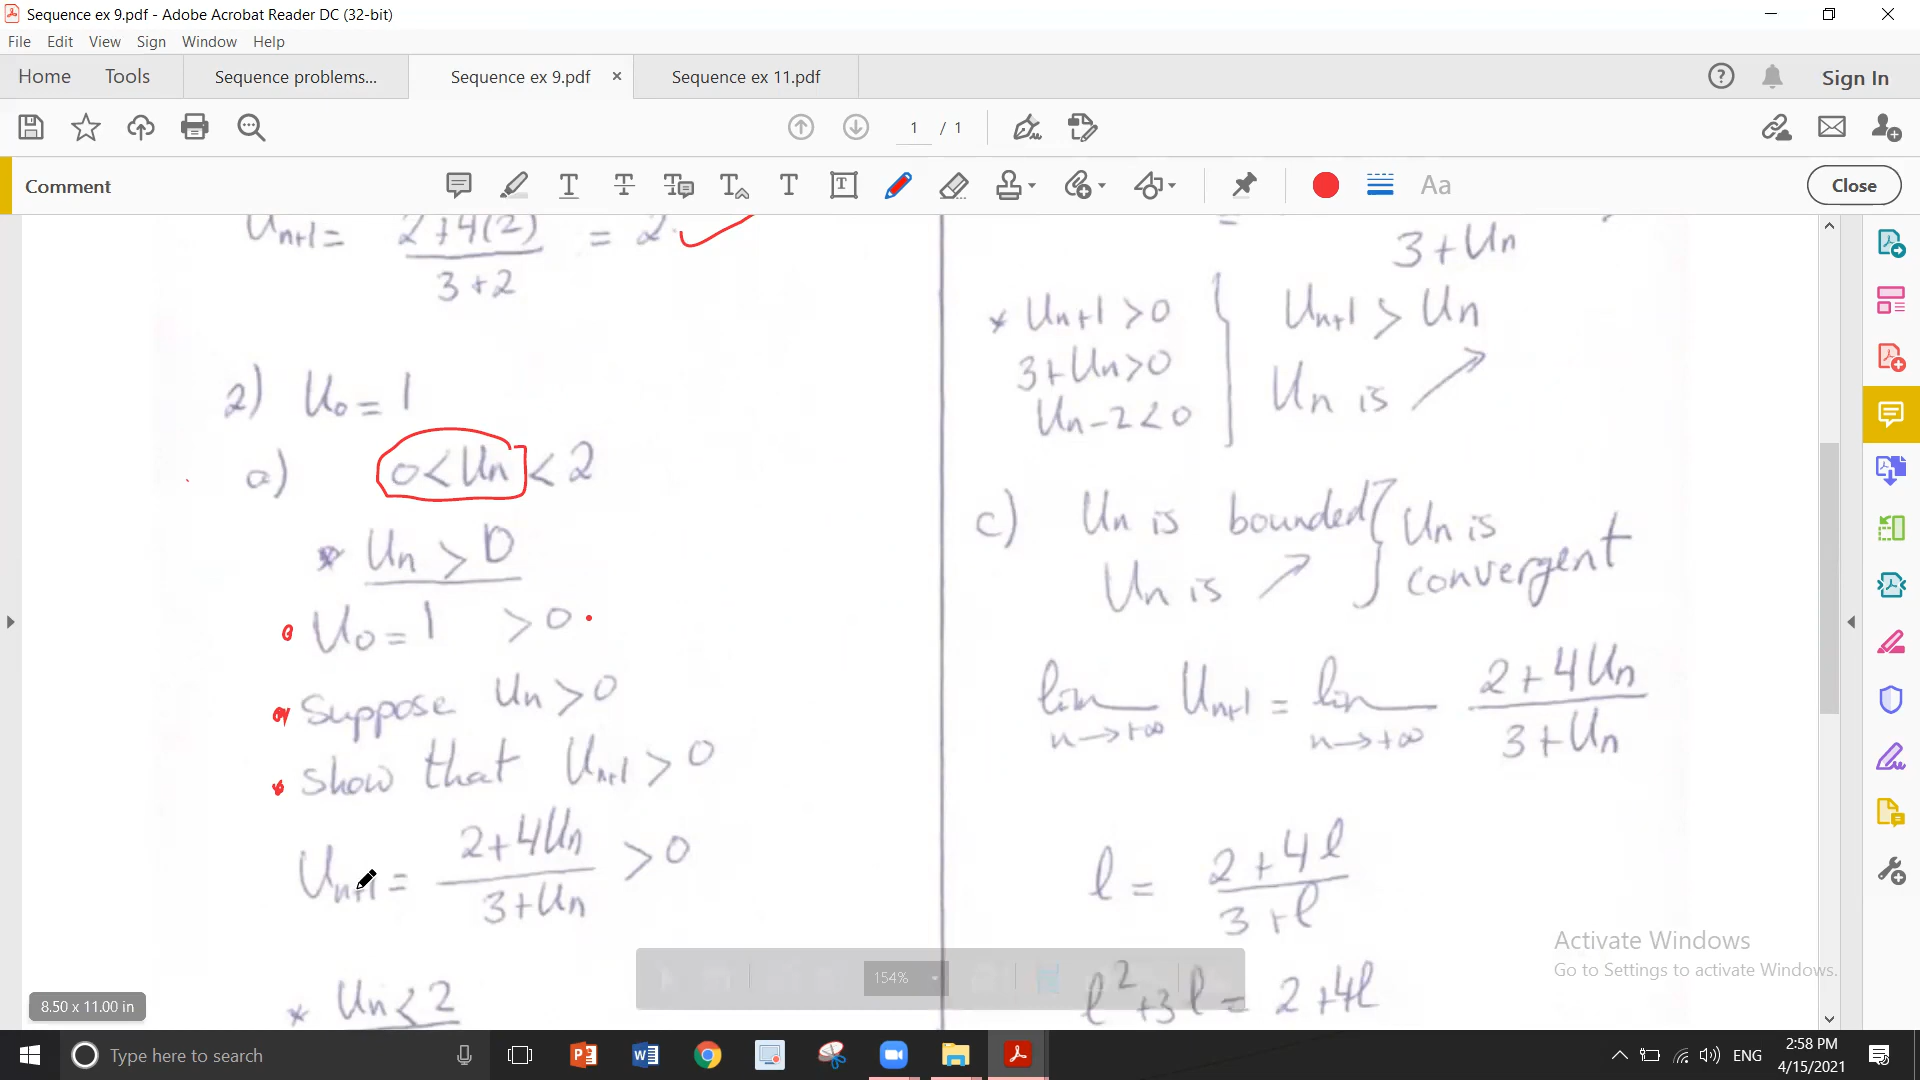 Sequence ex 9.pdf - Adobe Acrobat Reader DC (32-bit)
File Edit View Sign Window Help
Home Tools Sequence problems... Sequence ex 9.pdf × Sequence ex 11.pdf Sign In
1 / 1
Comment Aa Close
Un+1 = 2+4(2) / 3+2 = 2
2) U0 = 1
a) 0 < Un < 2
* Un > 0
U0 = 1 > 0
Suppose Un > 0
Show that Un+1 > 0
Un+1 = 2+4Un / 3+Un > 0
* Un < 2
= 3+Un
* Un+1 > 0
3+Un > 0
Un-2 < 0
Un+1 > Un
Un is ↗
c) Un is bounded
Un is ↗
Un is convergent
lim n→+∞ Un+1 = lim n→+∞ 2+4Un / 3+Un
l = 2+4l / 3+l
l²+3l = 2+4l
154%
8.50 x 11.00 in
Activate Windows
Go to Settings to activate Windows.
Type here to search
ENG
2:58 PM
4/15/2021